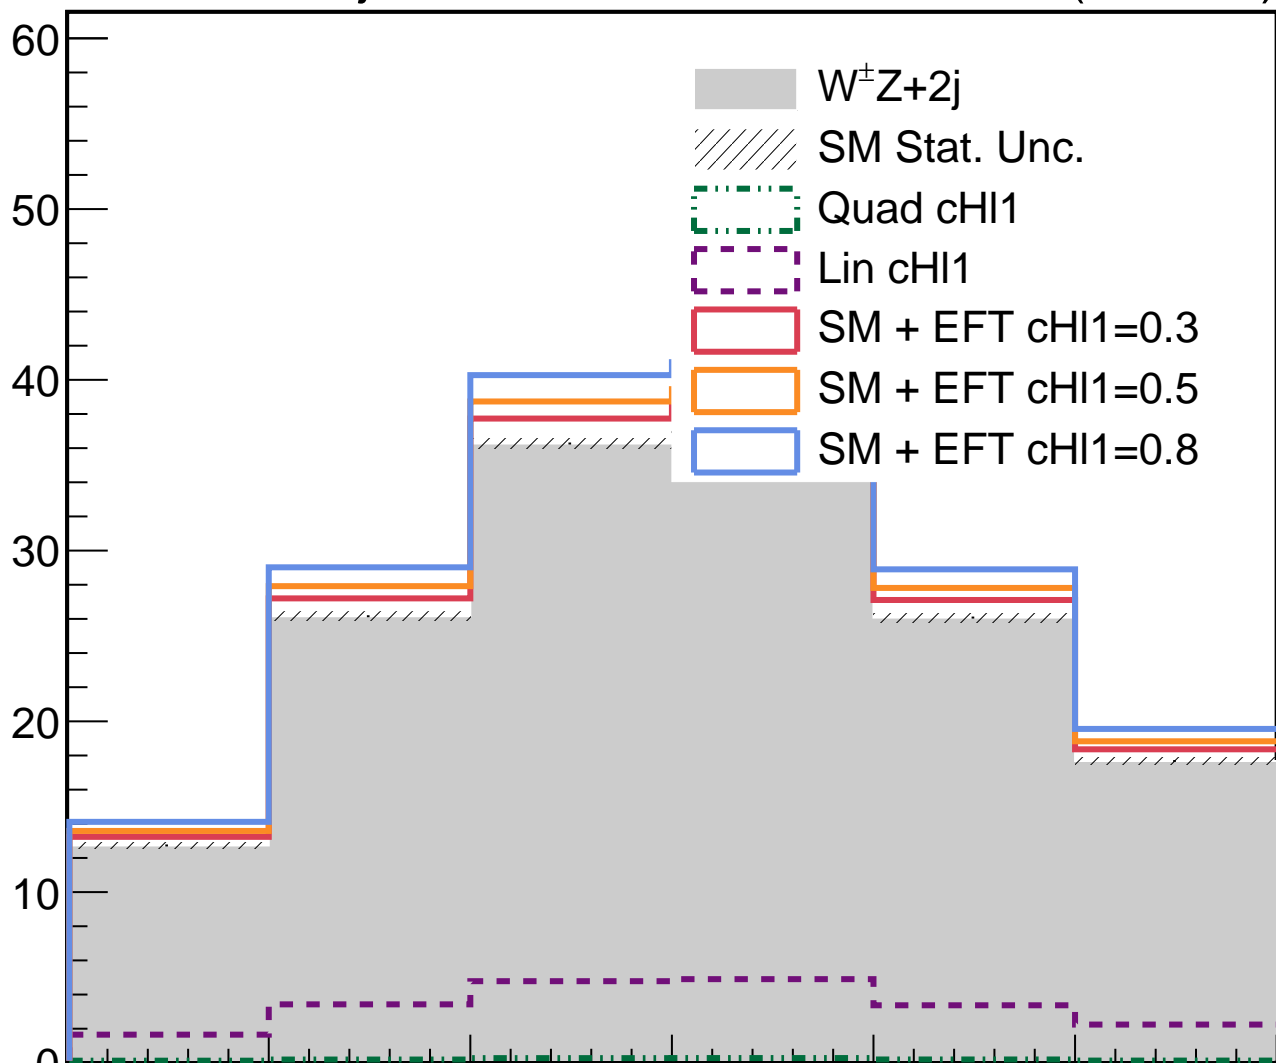 60
50
40
30
20
10
0
W±Z+2j
SM Stat. Unc.
Quad cHl1
Lin cHl1
SM + EFT cHl1=0.3
SM + EFT cHl1=0.5
SM + EFT cHl1=0.8